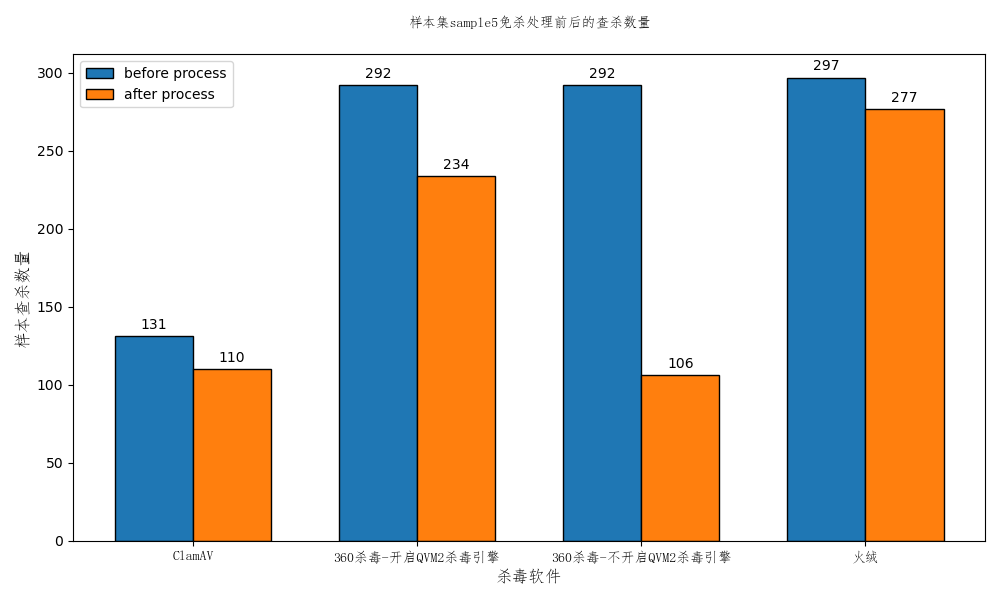 样本集sample5免杀处理前后的查杀数量
before process
after process
样本查杀数量
300
250
200
150
100
50
0
131
110
292
234
292
106
297
277
ClamAV
360杀毒-开启QVM2杀毒引擎
360杀毒-不开启QVM2杀毒引擎
火绒
杀毒软件